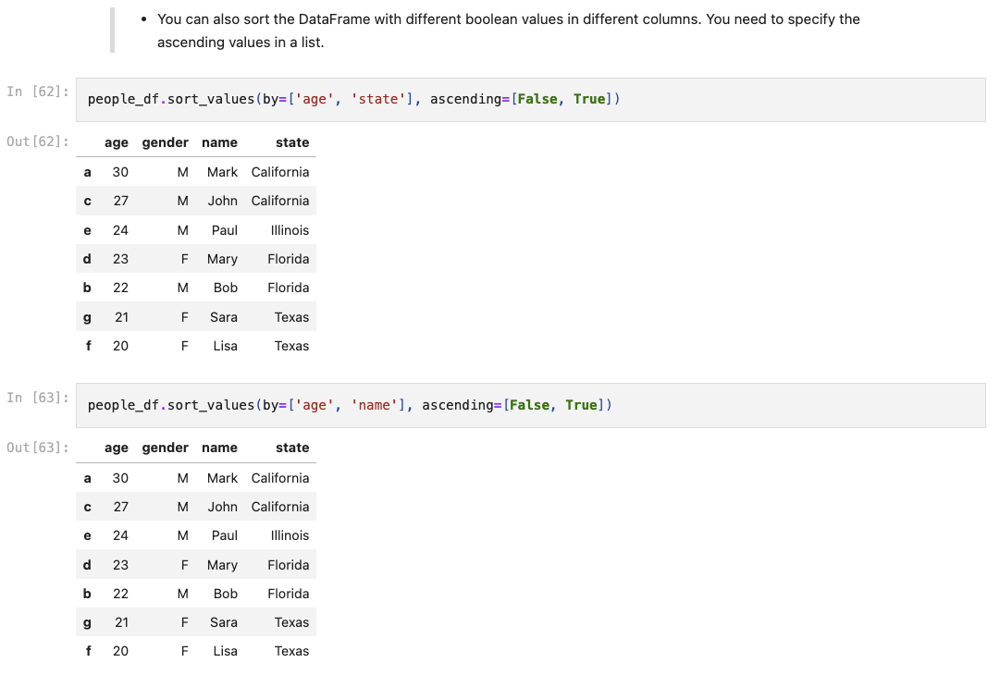 • You can also sort the DataFrame with different boolean values in different columns. You need to specify the
ascending values in a list.
In [62]: people_df.sort_values(by=['age', 'state'], ascending=[False, True])
Out[62]: age gender name state
a 30 M Mark California
c 27 M John California
e 24 M Paul Illinois
d 23 F Mary Florida
b 22 M Bob Florida
g 21 F Sara Texas
f 20 F Lisa Texas
In [63]: people_df.sort_values(by=['age', 'name'], ascending=[False, True])
Out[63]: age gender name state
a 30 M Mark California
c 27 M John California
e 24 M Paul Illinois
d 23 F Mary Florida
b 22 M Bob Florida
g 21 F Sara Texas
f 20 F Lisa Texas